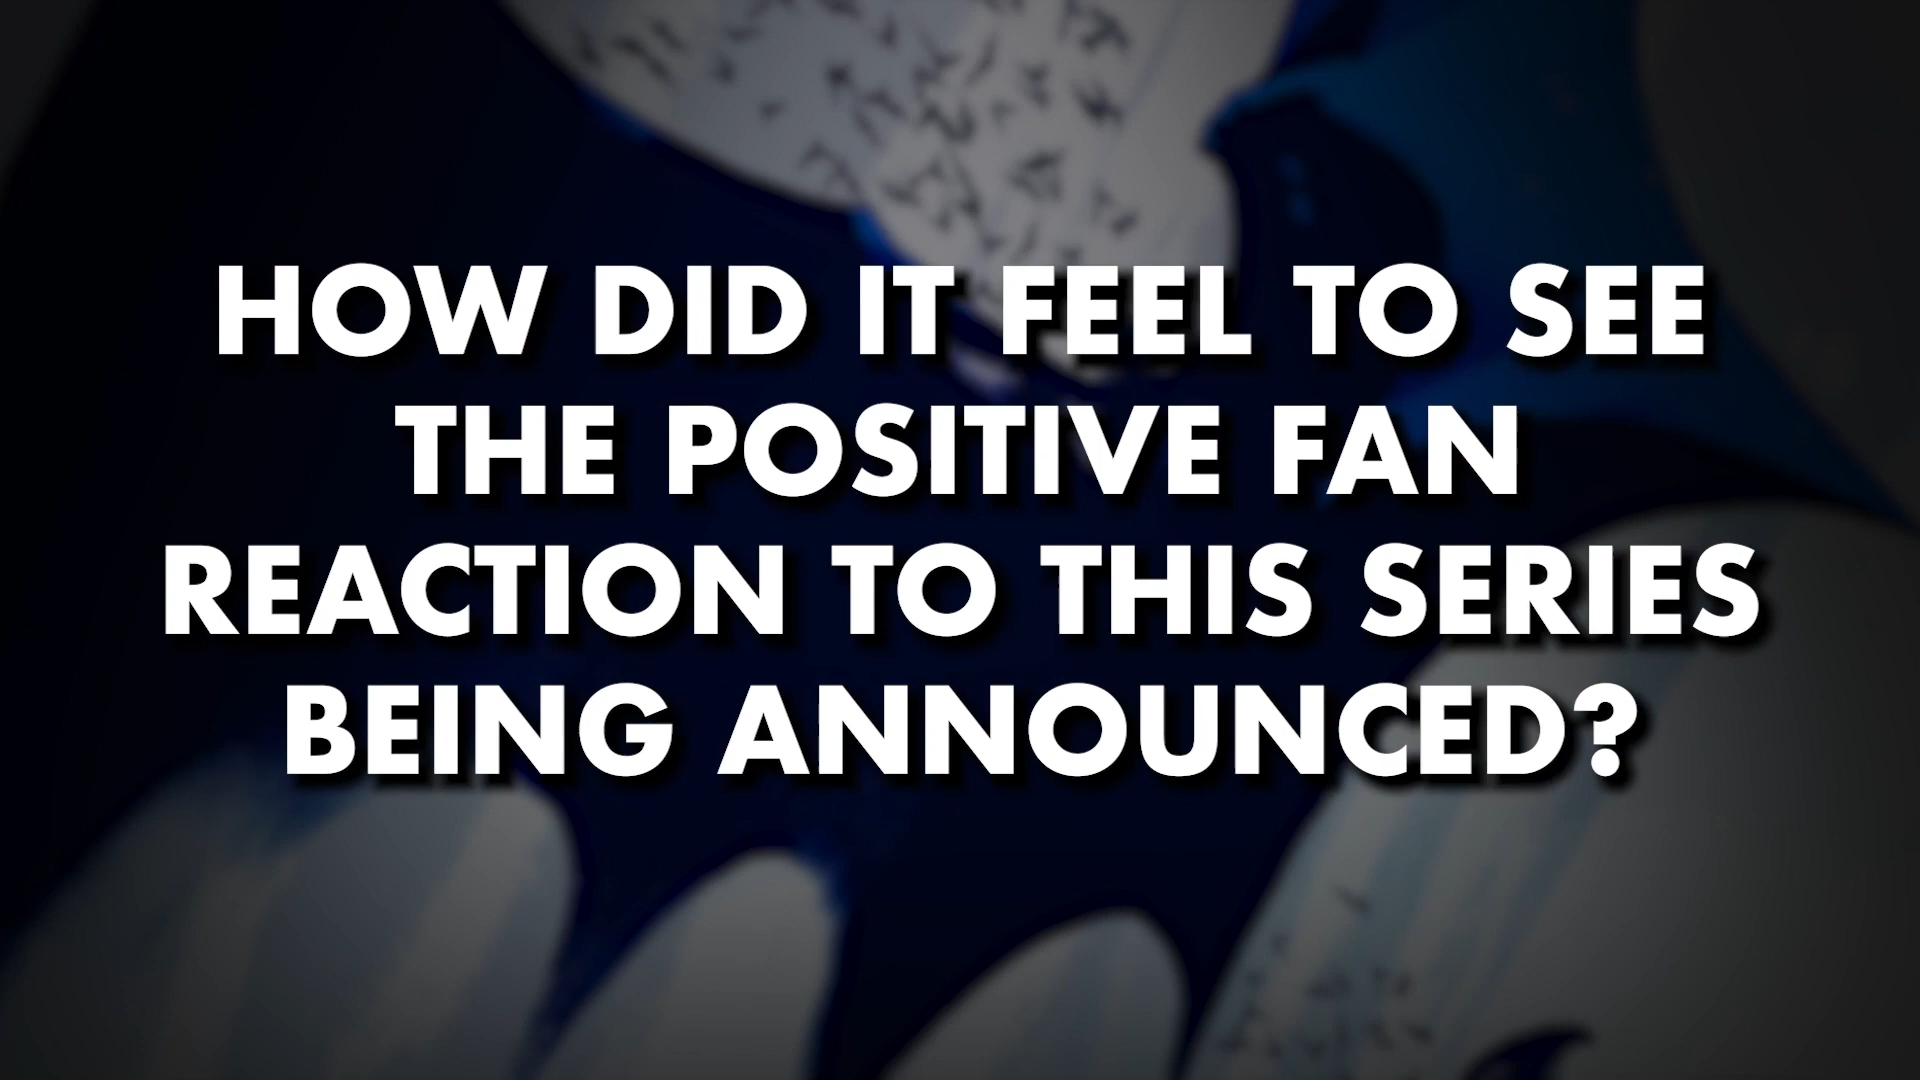 HOW DID IT FEEL TO SEE
THE POSITIVE FAN
REACTION TO THIS SERIES
BEING ANNOUNCED?